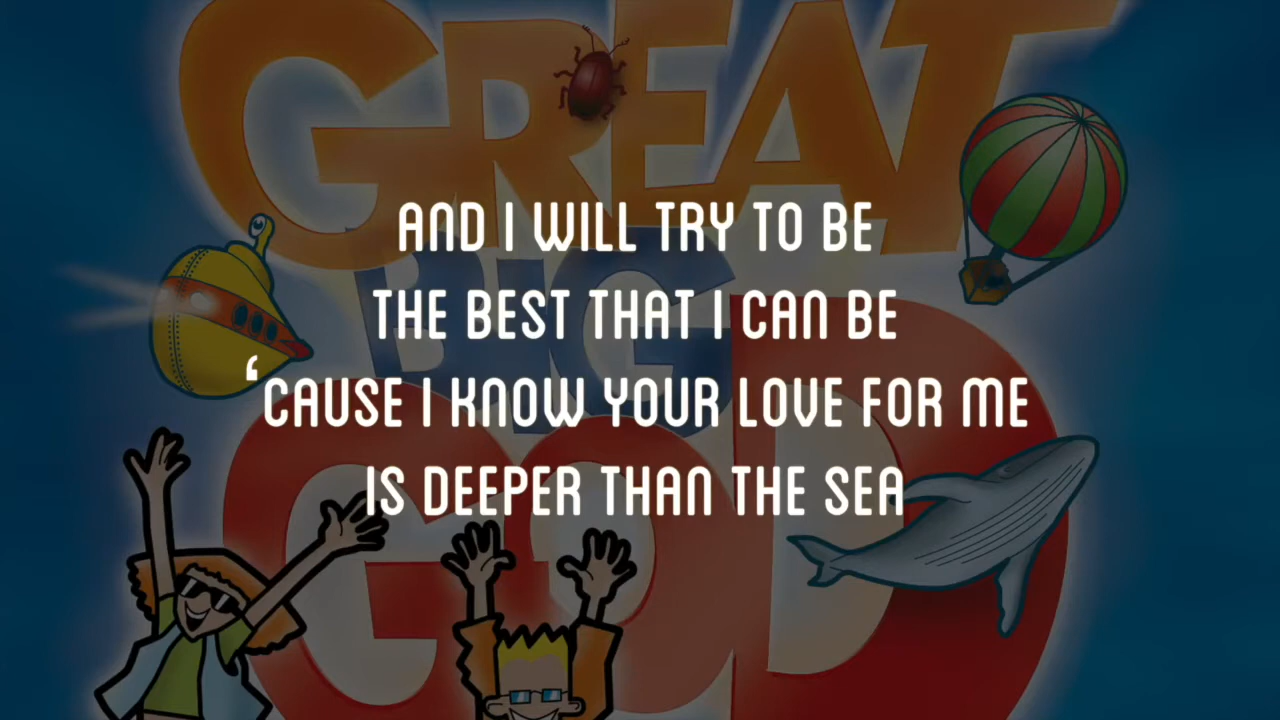 GREAT
BIG
GOD
AND I WILL TRY TO BE
THE BEST THAT I CAN BE
‘CAUSE I KNOW YOUR LOVE FOR ME
IS DEEPER THAN THE SEA